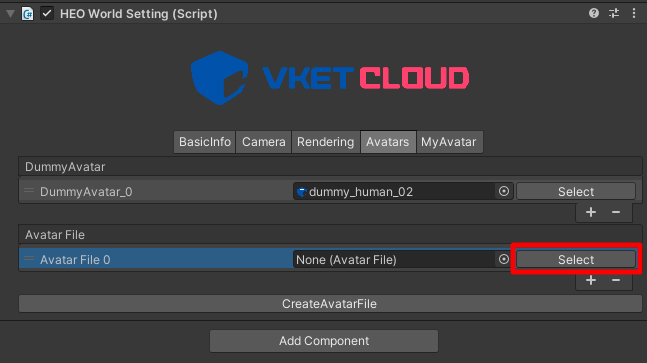 HEO World Setting (Script)
VKET CLOUD
BasicInfo Camera Rendering Avatars MyAvatar
DummyAvatar
DummyAvatar_0 dummy_human_02 Select
+ −
Avatar File
Avatar File 0 None (Avatar File) Select
+ −
CreateAvatarFile
Add Component